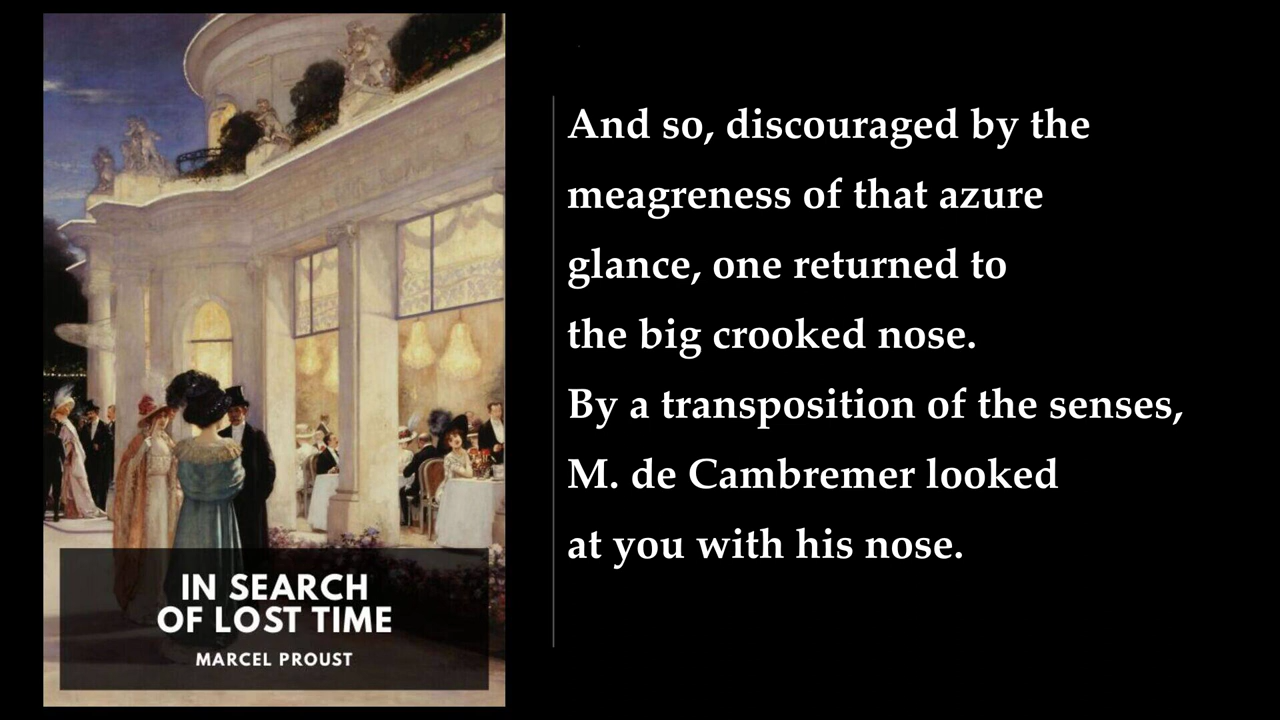 And so, discouraged by the
meagreness of that azure
glance, one returned to
the big crooked nose.
By a transposition of the senses,
M. de Cambremer looked
at you with his nose.
IN SEARCH
OF LOST TIME
MARCEL PROUST